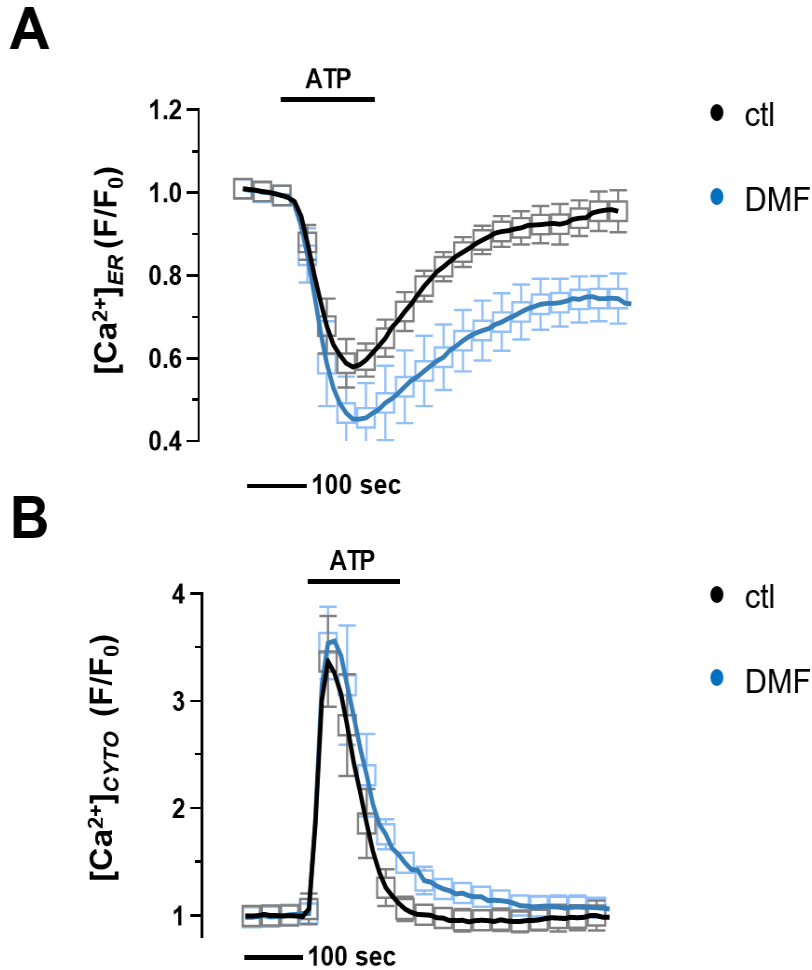 A
ATP
ctl
DMF
[Ca²⁺]ER (F/F₀)
1.2
1.0
0.8
0.6
0.4
100 sec
B
ATP
ctl
DMF
[Ca²⁺]CYTO (F/F₀)
4
3
2
1
100 sec